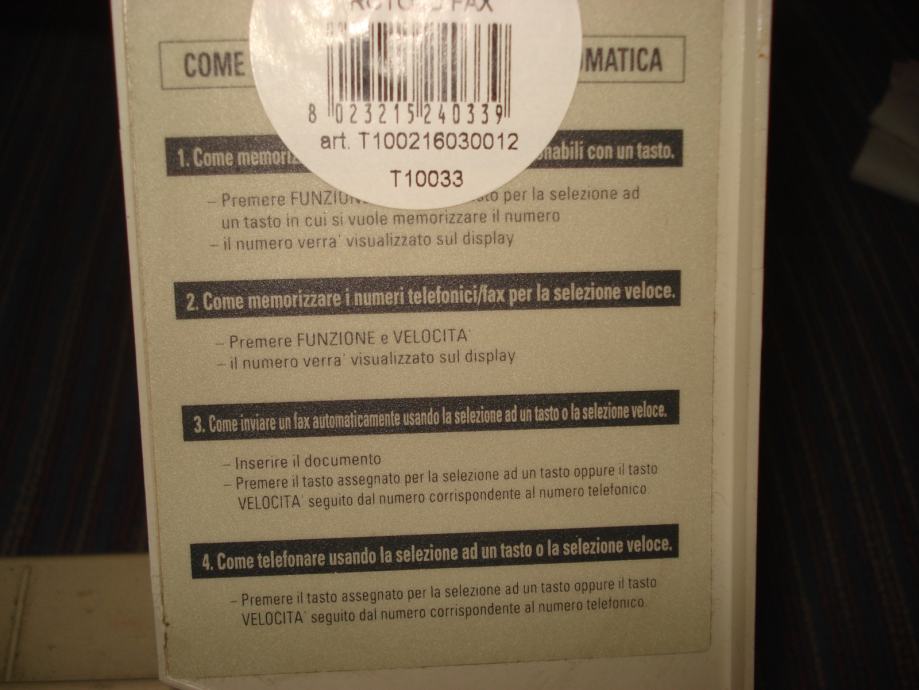 FAX
COME MATICA
8 023215 240339
art. T100216030012
T10033
1. Come memoriz nabili con un tasto.
– Premere FUNZION sto per la selezione ad
un tasto in cui si vuole memorizzare il numero
– il numero verra' visualizzato sul display
2. Come memorizzare i numeri telefonici/fax per la selezione veloce.
– Premere FUNZIONE e VELOCITA'
– il numero verra' visualizzato sul display
3. Come inviare un fax automaticamente usando la selezione ad un tasto o la selezione veloce.
– Inserire il documento
– Premere il tasto assegnato per la selezione ad un tasto oppure il tasto
VELOCITA' seguito dal numero corrispondente al numero telefonico.
4. Come telefonare usando la selezione ad un tasto o la selezione veloce.
– Premere il tasto assegnato per la selezione ad un tasto oppure il tasto
VELOCITA' seguito dal numero corrispondente al numero telefonico.